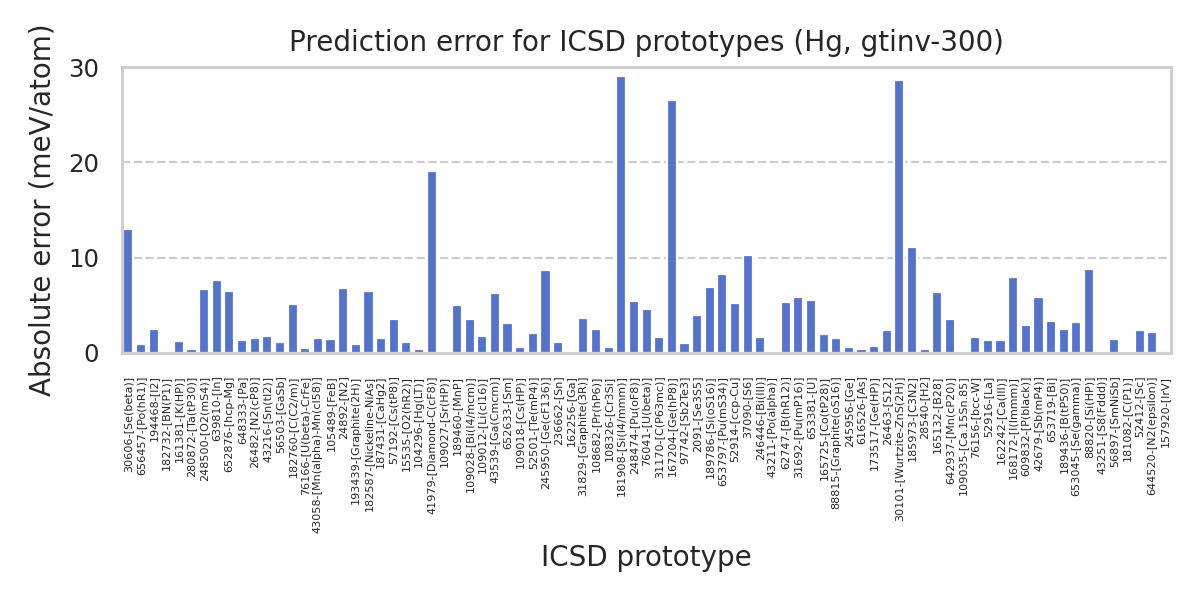 Prediction error for ICSD prototypes (Hg, gtinv-300)
Absolute error (meV/atom)
30
20
10
0
30606-[Se(beta)]
656457-[Po(hR1)]
194468-[I2]
182732-[BN(P1)]
161381-[K(HP)]
280872-[Ta(tP30)]
248500-[O2(mS4)]
639810-[In]
652876-[hcp-Mg]
648333-[Pa]
26482-[N2(cP8)]
43216-[Sn(tI2)]
56503-[GaSb]
182760-[C(C2/m)]
76166-[U(beta)-CrFe]
43058-[Mn(alpha)-Mn(cI58)]
105489-[FeB]
24892-[N2]
193439-[Graphite(2H)]
182587-[Nickeline-NiAs]
187431-[CaHg2]
57192-[Cs(tP8)]
15535-[O2(hR2)]
104296-[Hg(LT)]
41979-[Diamond-C(cF8)]
109027-[Sr(HP)]
189460-[MnP]
109028-[Bi(I4/mcm)]
109012-[Li(cI16)]
43539-[Ga(Cmcm)]
652633-[Sm]
109018-[Cs(HP)]
52501-[Te(mP4)]
245950-[Ge(cF136)]
236662-[Sn]
162256-[Ga]
31829-[Graphite(3R)]
108682-[Pr(hP6)]
108326-[Cr3Si]
181908-[Si(I4/mmm)]
248474-[Pu(oF8)]
76041-[U(beta)]
31170-[C(P63mc)]
167204-[Ge(hP8)]
97742-[Sb2Te3]
2091-[Se3S5]
189786-[Si(oS16)]
653797-[Pu(mS34)]
52914-[ccp-Cu]
37090-[S6]
246446-[Bi(III)]
43211-[Po(alpha)]
62747-[B(hR12)]
31692-[P(mP16)]
653381-[U]
165725-[Co(tP28)]
88815-[Graphite(oS16)]
245956-[Ge]
616526-[As]
173517-[Ge(HP)]
26463-[S12]
30101-[Wurtzite-ZnS(2H)]
185973-[C3N2]
28540-[H2]
165132-[B28]
642937-[Mn(cP20)]
109035-[Ca.15Sn.85]
76156-[bcc-W]
52916-[La]
162242-[Ca(III)]
168172-[I(Immm)]
609832-[P(black)]
42679-[Sb(mP4)]
653719-[Bi]
189436-[B(tP50)]
653045-[Se(gamma)]
88820-[Si(HP)]
432511-[S8(Fddd)]
56897-[SmNiSb]
181082-[C(P1)]
52412-[Sc]
644520-[N2(epsilon)]
157920-[IrV]
ICSD prototype